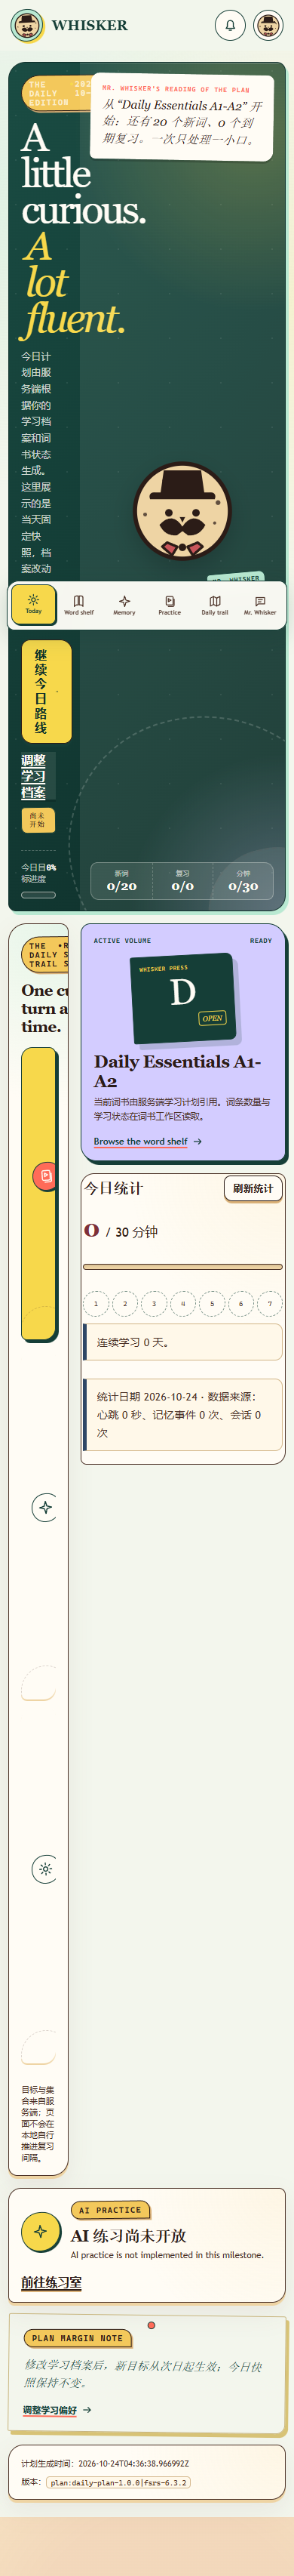 WHISKER
THE
DAILY
EDITION
MR. WHISKER'S READING OF THE PLAN
从 “Daily Essentials A1-A2” 开
始；还有 20 个新词、0 个到
期复习。一次只处理一小口。
A
little
curious.
A
lot
fluent.
今日计
划由服
务端根
据你的
学习档
案和词
书状态
生成。
这里展
示的是
当天固
定快
照，档
案改动
MR. WHISKER
Today
Word shelf
Memory
Practice
Daily trail
Mr. Whisker
继
续
今
日
路
线
调整
学习
档案
尚未
开始
今日目
标进度
0%
新词
0/20
复习
0/0
分钟
0/30
THE
DAILY
TRAIL
One cu
turn a
time.
目标与集
合来自服
务端；页
面不会在
本地自行
推进复习
间隔。
ACTIVE VOLUME
READY
WHISKER PRESS
D
OPEN
Daily Essentials A1-
A2
当前词书由服务端学习计划引用。词条数量与
学习状态在词书工作区读取。
Browse the word shelf →
今日统计
刷新统计
0 / 30 分钟
1 2 3 4 5 6 7
连续学习 0 天。
统计日期 2026-10-24 · 数据来源：
心跳 0 秒、记忆事件 0 次、会话 0
次
AI PRACTICE
AI 练习尚未开放
AI practice is not implemented in this milestone.
前往练习室
PLAN MARGIN NOTE
修改学习档案后，新目标从次日起生效；今日快
照保持不变。
调整学习偏好 →
计划生成时间：2026-10-24T04:36:38.966992Z
版本： plan:daily-plan-1.0.0|fsrs-6.3.2